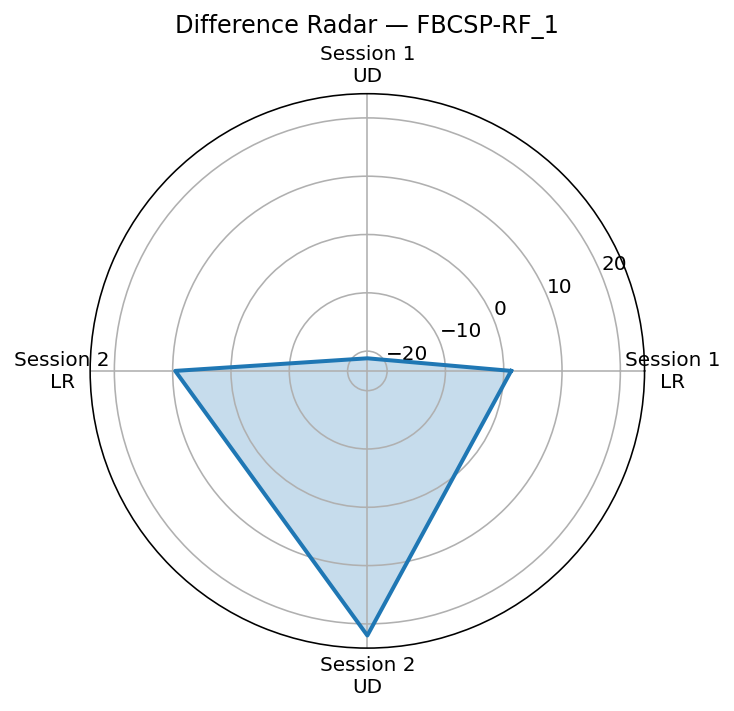 Difference Radar — FBCSP-RF_1
Session 1
UD
20
10
0
−10
−20
Session 2
LR
Session 1
LR
Session 2
UD